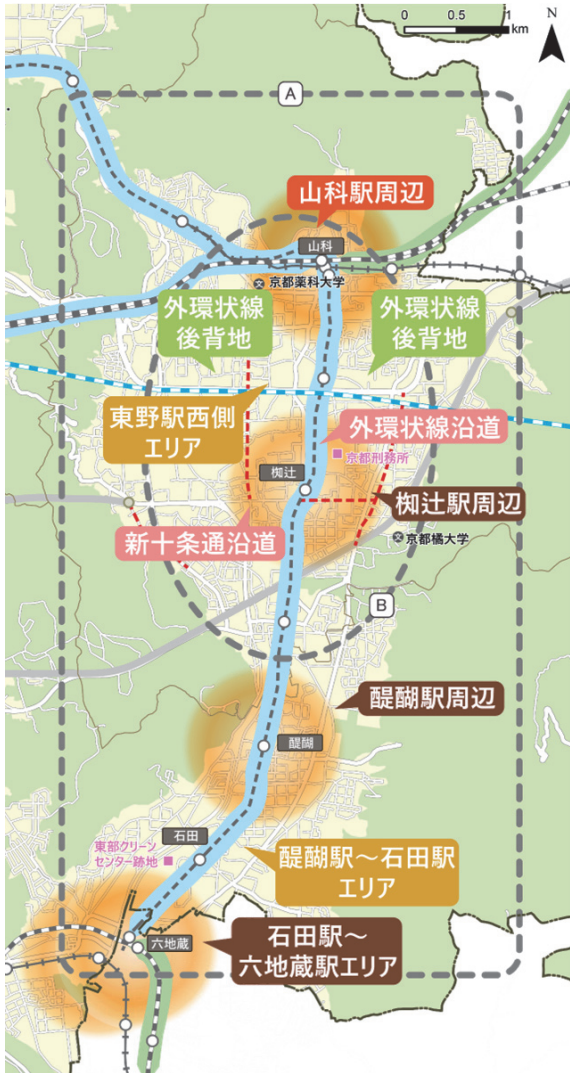 0 0.5 1
km
N
A
山科駅周辺
山科
文 京都薬科大学
外環状線
後背地
外環状線
後背地
東野駅西側
エリア
外環状線沿道
京都刑務所
椥辻
椥辻駅周辺
新十条通沿道
文 京都橘大学
B
醍醐駅周辺
醍醐
石田
東部クリーン
センター跡地
醍醐駅～石田駅
エリア
六地蔵
石田駅～
六地蔵駅エリア